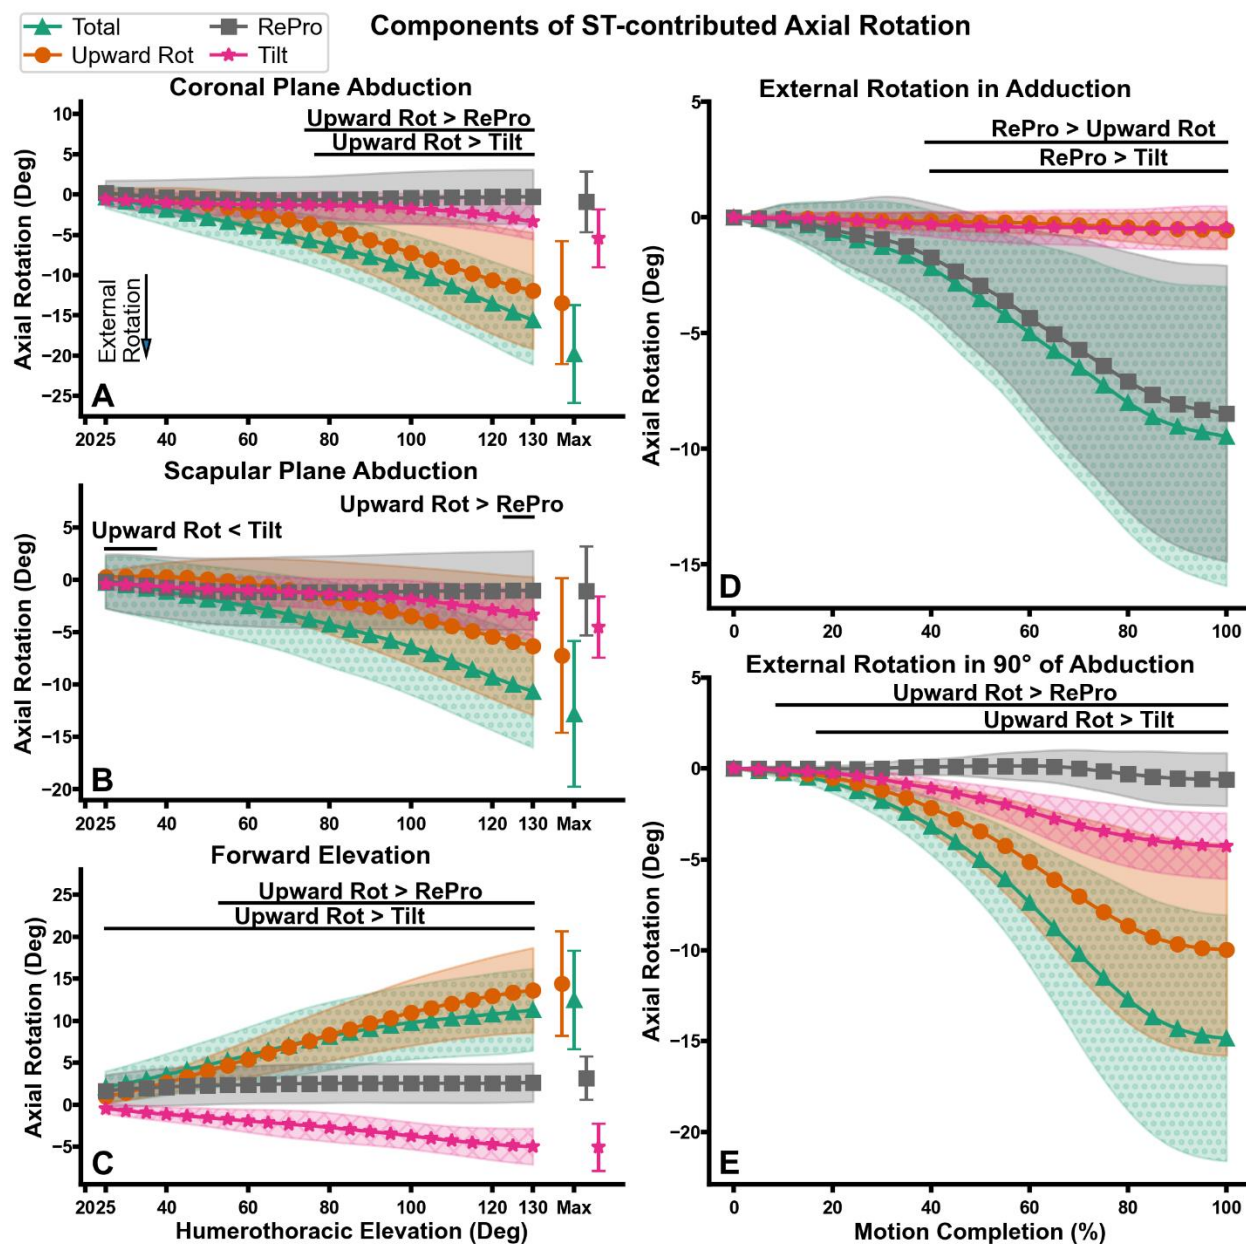 Components of ST-contributed Axial Rotation
Total
RePro
Upward Rot
Tilt
Coronal Plane Abduction
Axial Rotation (Deg)
10
5
0
−5
−10
−15
−20
−25
Upward Rot > RePro
Upward Rot > Tilt
External
Rotation
A
20 25 40 60 80 100 120 130 Max
Scapular Plane Abduction
Axial Rotation (Deg)
5
0
−5
−10
−15
−20
Upward Rot > RePro
Upward Rot < Tilt
B
20 25 40 60 80 100 120 130 Max
Forward Elevation
Axial Rotation (Deg)
25
20
15
10
5
0
−5
Upward Rot > RePro
Upward Rot > Tilt
C
20 25 40 60 80 100 120 130 Max
Humerothoracic Elevation (Deg)
External Rotation in Adduction
Axial Rotation (Deg)
5
0
−5
−10
−15
RePro > Upward Rot
RePro > Tilt
D
0 20 40 60 80 100
External Rotation in 90° of Abduction
Axial Rotation (Deg)
5
0
−5
−10
−15
−20
Upward Rot > RePro
Upward Rot > Tilt
E
0 20 40 60 80 100
Motion Completion (%)